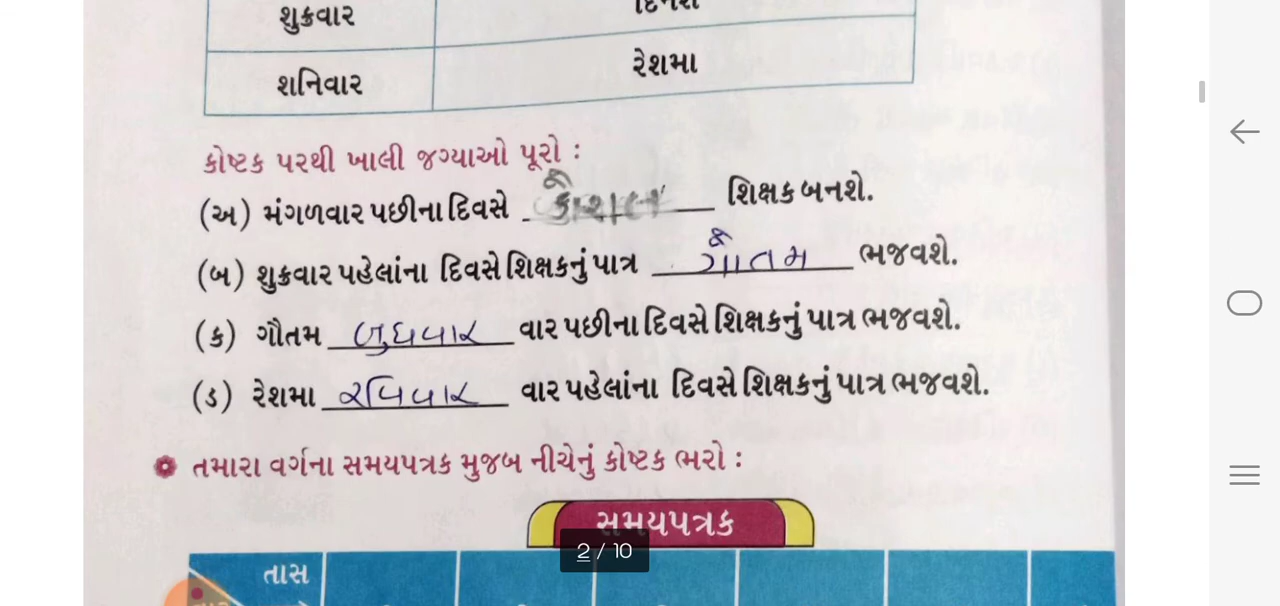 શુક્રવાર
શનિવાર રેશમા
કોષ્ટક પરથી ખાલી જગ્યાઓ પૂરો :
(અ) મંગળવાર પછીના દિવસે કૌશલ શિક્ષક બનશે.
(બ) શુક્રવાર પહેલાંના દિવસે શિક્ષકનું પાત્ર ગૌતમ ભજવશે.
(ક) ગૌતમ બુધવાર વાર પછીના દિવસે શિક્ષકનું પાત્ર ભજવશે.
(ડ) રેશમા રવિવાર વાર પહેલાંના દિવસે શિક્ષકનું પાત્ર ભજવશે.
તમારા વર્ગના સમયપત્રક મુજબ નીચેનું કોષ્ટક ભરો :
સમયપત્રક
2 / 10
તાસ